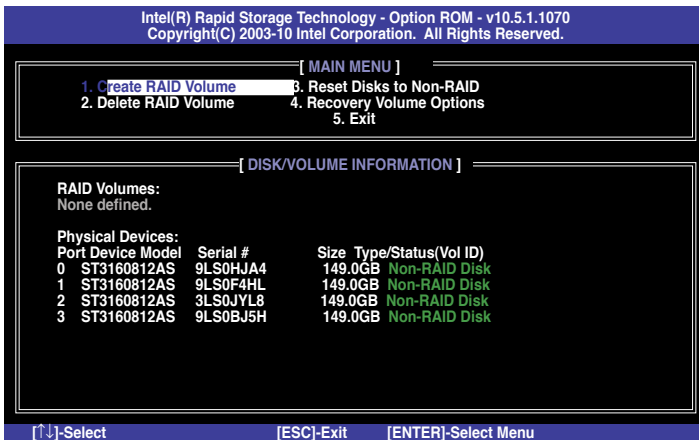 Intel(R) Rapid Storage Technology - Option ROM - v10.5.1.1070
Copyright(C) 2003-10 Intel Corporation. All Rights Reserved.
[ MAIN MENU ]
1. Create RAID Volume 3. Reset Disks to Non-RAID
2. Delete RAID Volume 4. Recovery Volume Options
5. Exit
[ DISK/VOLUME INFORMATION ]
RAID Volumes:
None defined.
Physical Devices:
Port Device Model Serial # Size Type/Status(Vol ID)
0 ST3160812AS 9LS0HJA4 149.0GB Non-RAID Disk
1 ST3160812AS 9LS0F4HL 149.0GB Non-RAID Disk
2 ST3160812AS 3LS0JYL8 149.0GB Non-RAID Disk
3 ST3160812AS 9LS0BJ5H 149.0GB Non-RAID Disk
[↑↓]-Select [ESC]-Exit [ENTER]-Select Menu